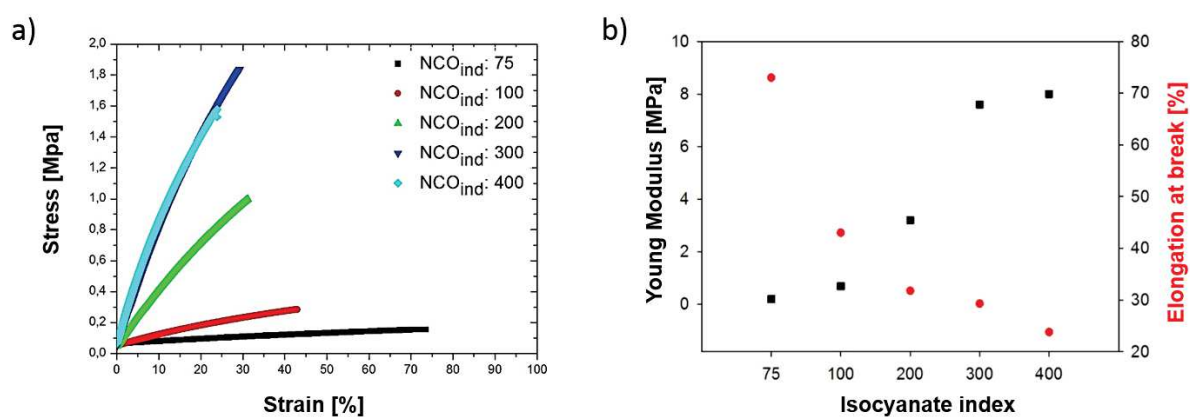 a)
Stress [Mpa]
2,0
1,8
1,6
1,4
1,2
1,0
0,8
0,6
0,4
0,2
0,0
0 10 20 30 40 50 60 70 80 90 100
Strain [%]
NCOind: 75
NCOind: 100
NCOind: 200
NCOind: 300
NCOind: 400
b)
Young Modulus [MPa]
10
8
6
4
2
0
75 100 200 300 400
Isocyanate index
80
70
60
50
40
30
20
Elongation at break [%]